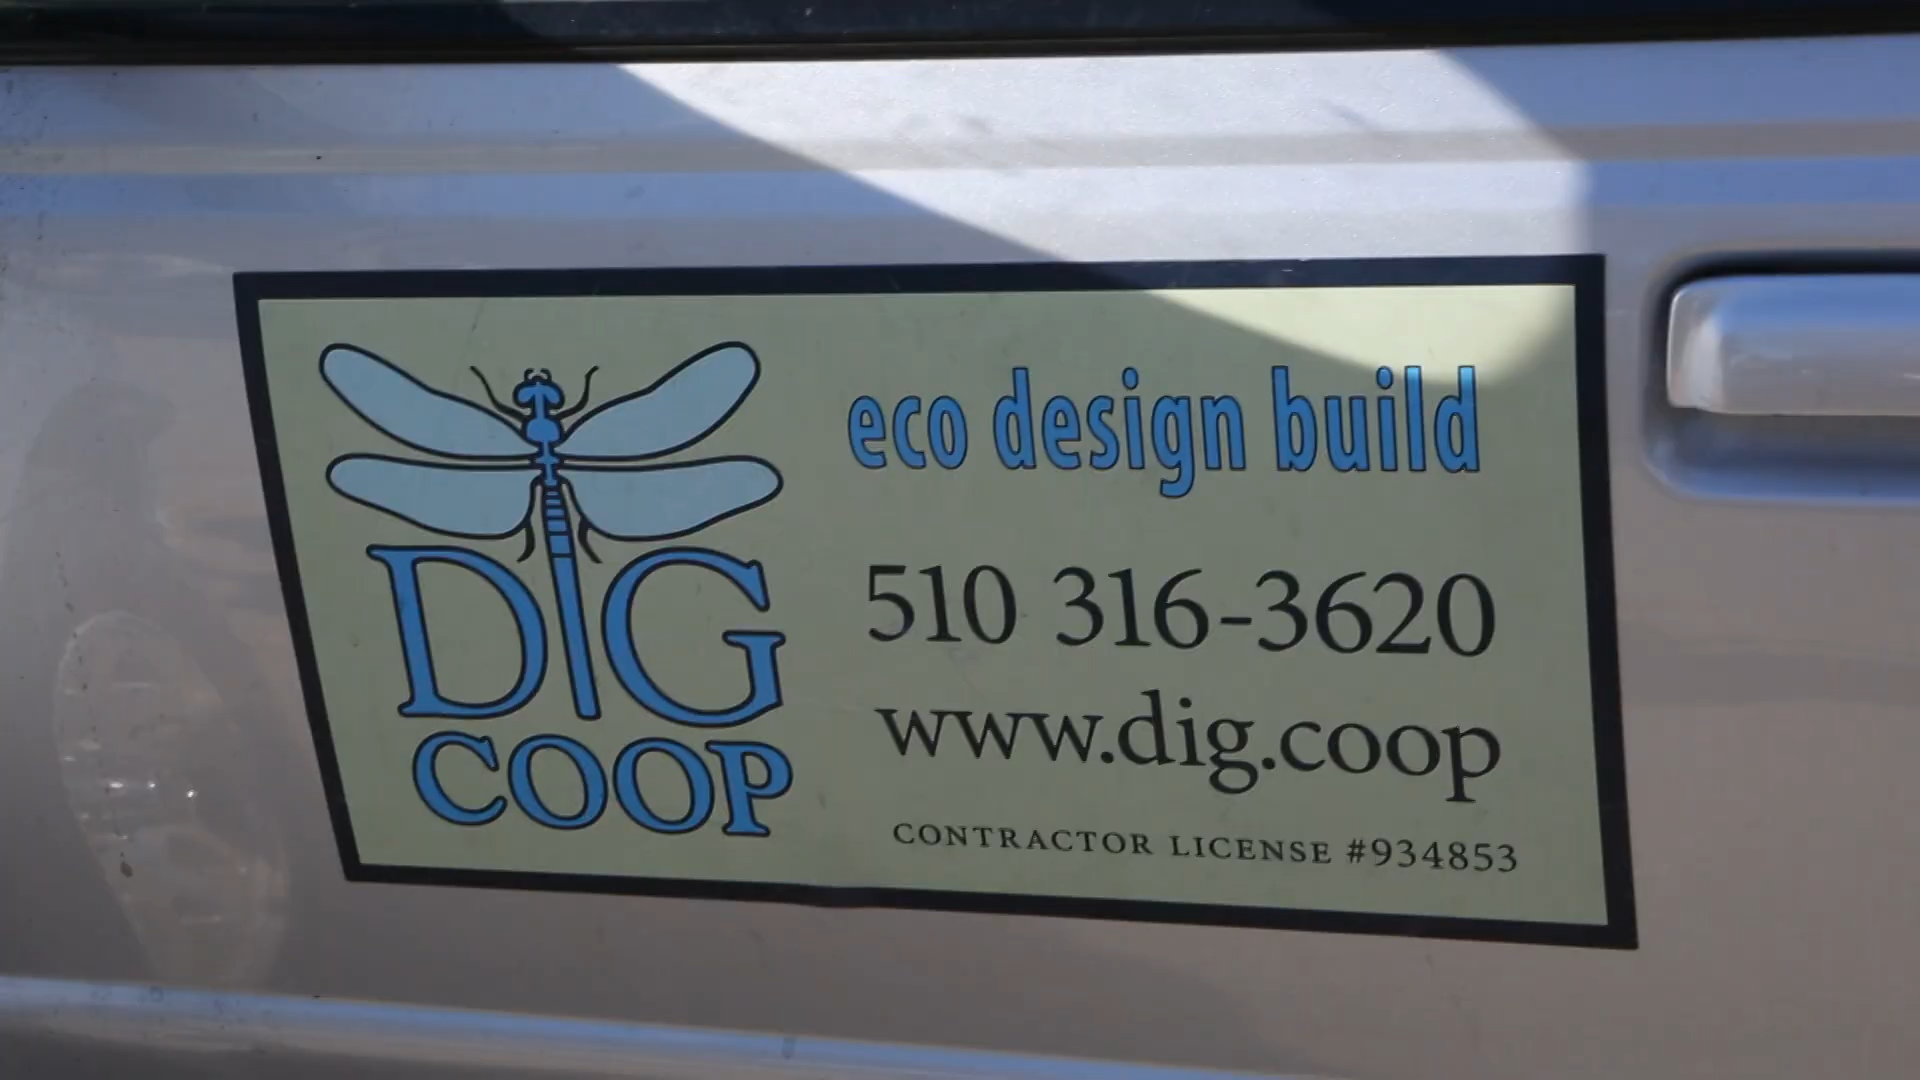 DIG
COOP
eco design build
510 316-3620
www.dig.coop
CONTRACTOR LICENSE #934853